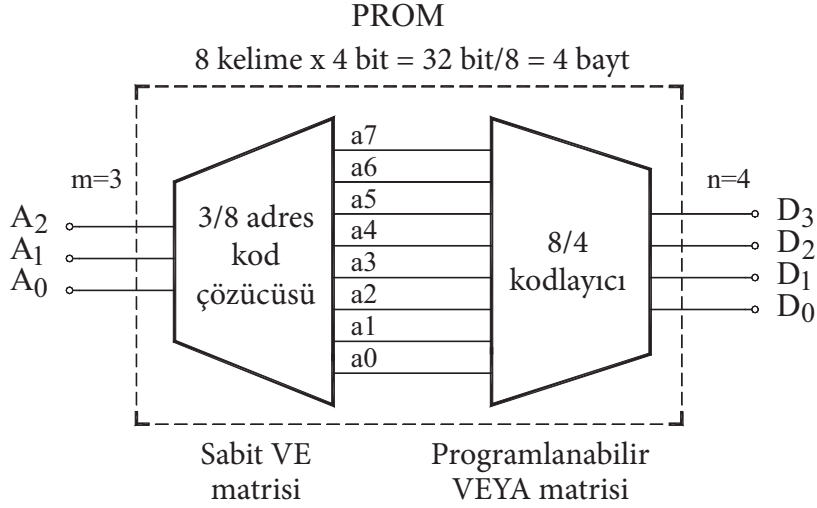 PROM
8 kelime x 4 bit = 32 bit/8 = 4 bayt
m=3
A2
A1
A0
3/8 adres
kod
çözücüsü
a7
a6
a5
a4
a3
a2
a1
a0
8/4
kodlayıcı
n=4
D3
D2
D1
D0
Sabit VE
matrisi
Programlanabilir
VEYA matrisi